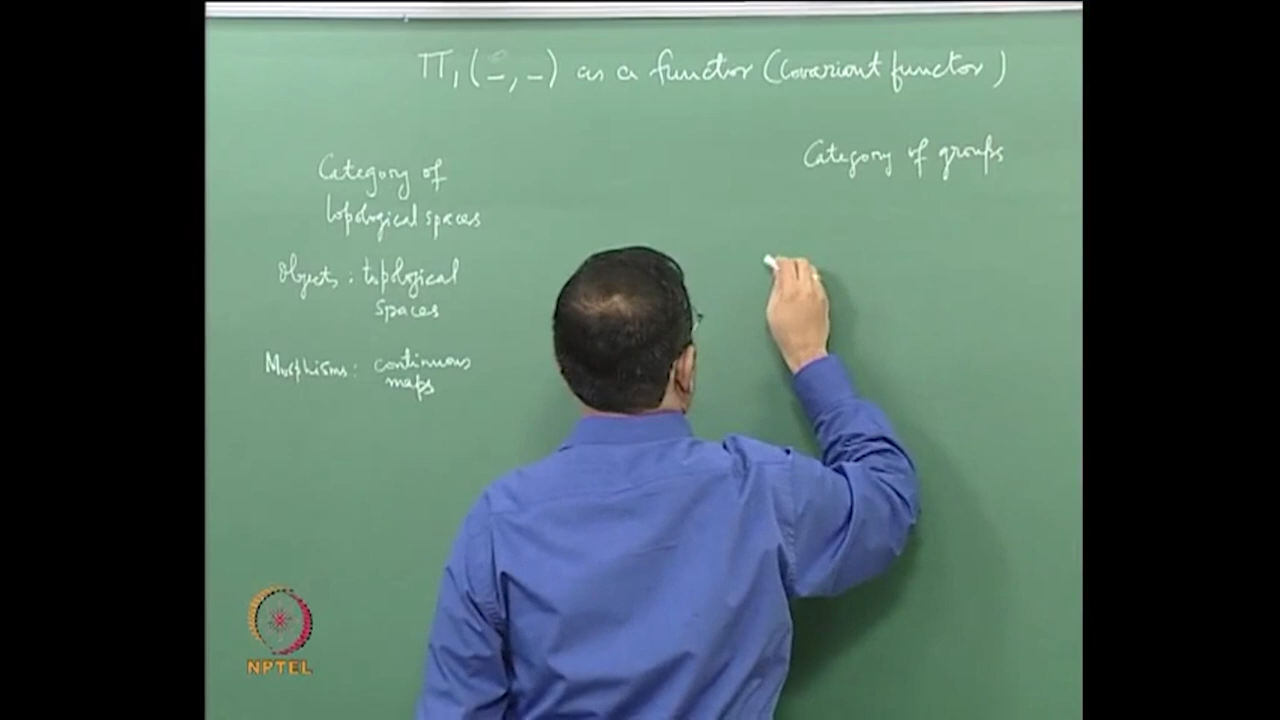 Π₁(–, –) as a functor (covariant functor)
Category of
topological spaces
Objects : topological
spaces
Morphisms : continuous
maps
Category of groups
NPTEL